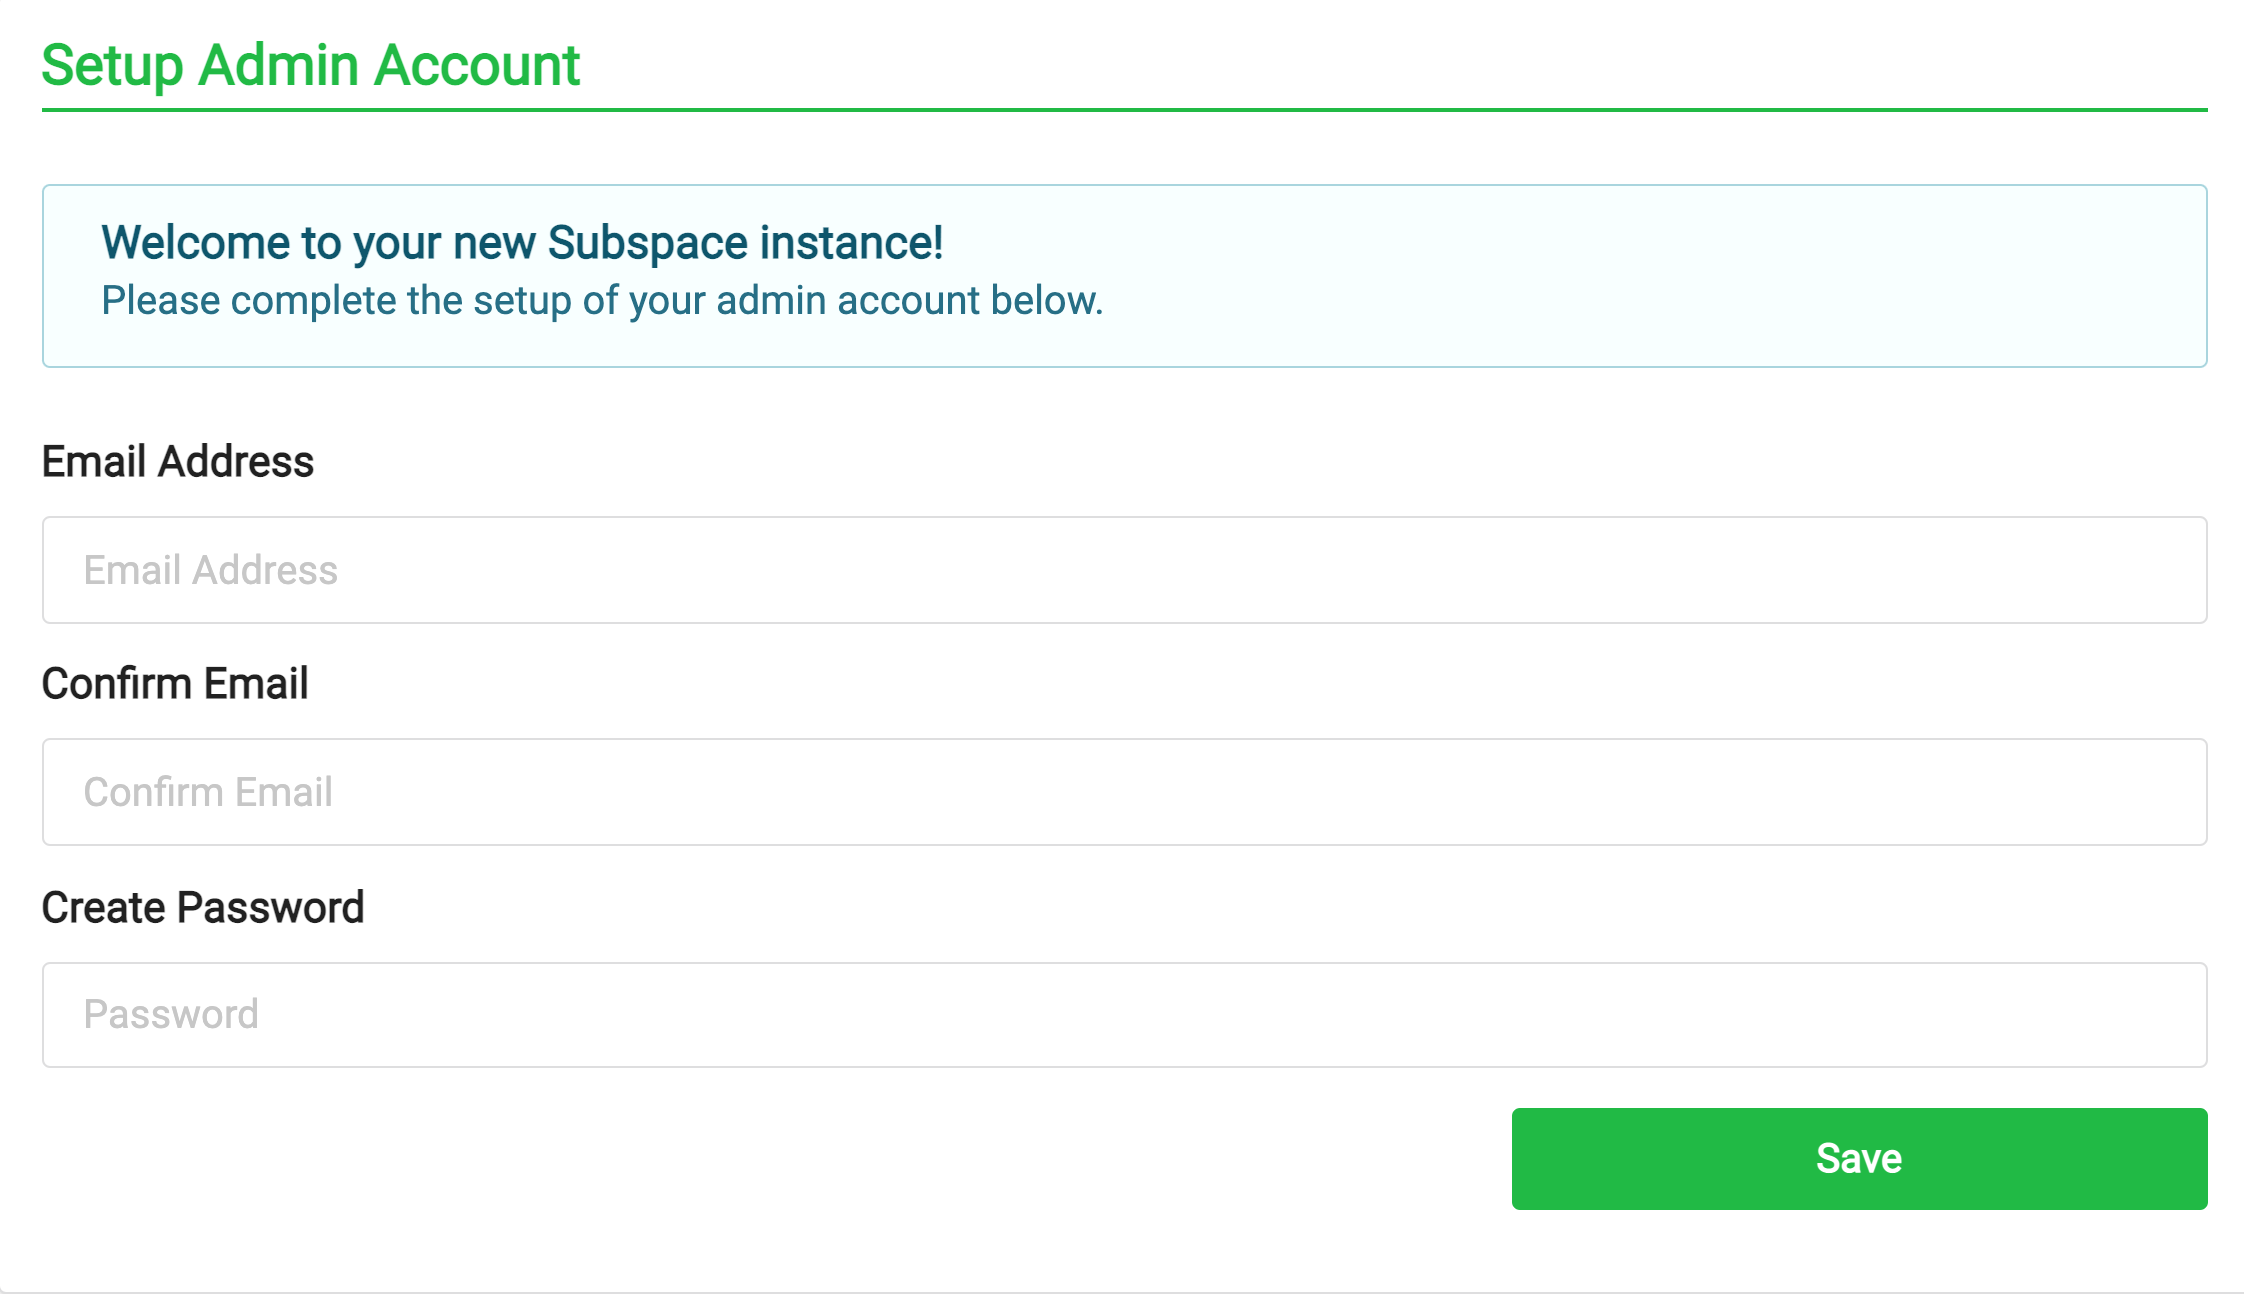 Setup Admin Account
Welcome to your new Subspace instance!
Please complete the setup of your admin account below.
Email Address
Email Address
Confirm Email
Confirm Email
Create Password
Password
Save